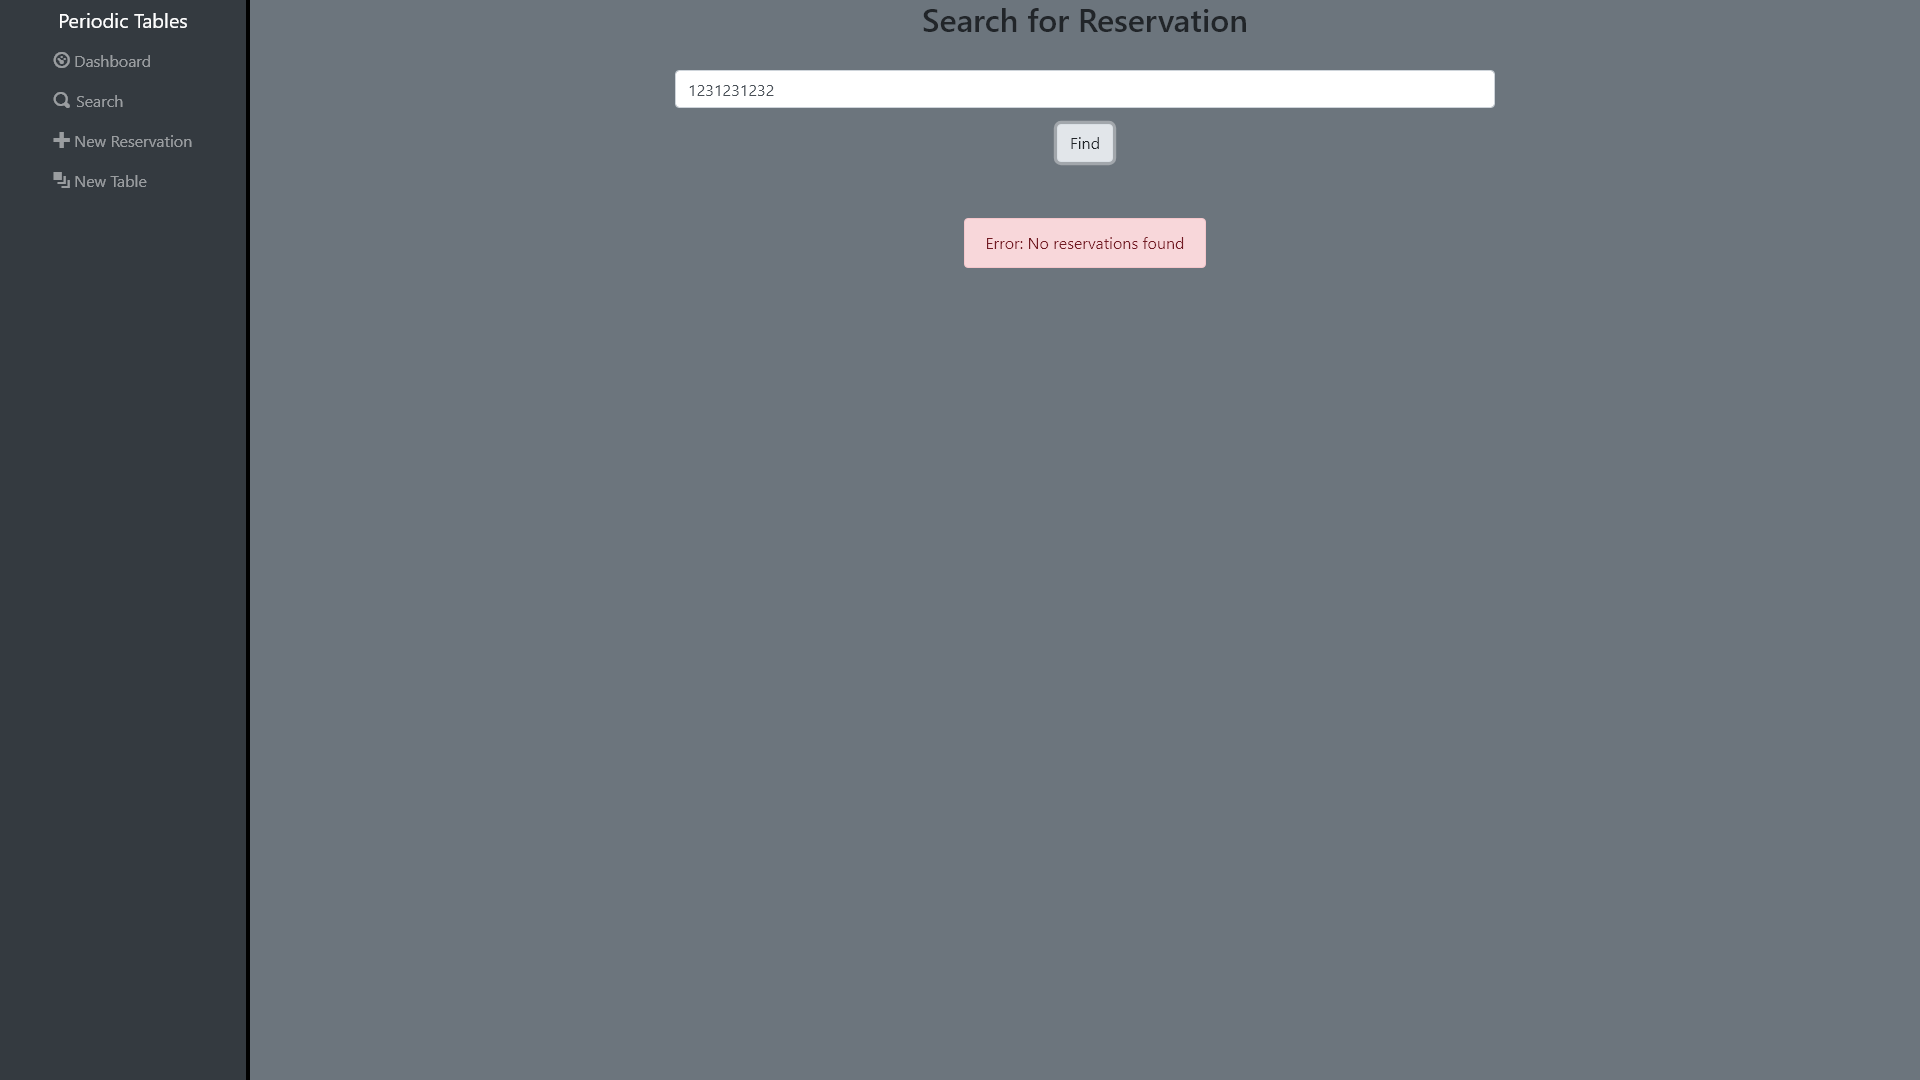 Periodic Tables
Dashboard
Search
New Reservation
New Table
Search for Reservation
1231231232
Find
Error: No reservations found